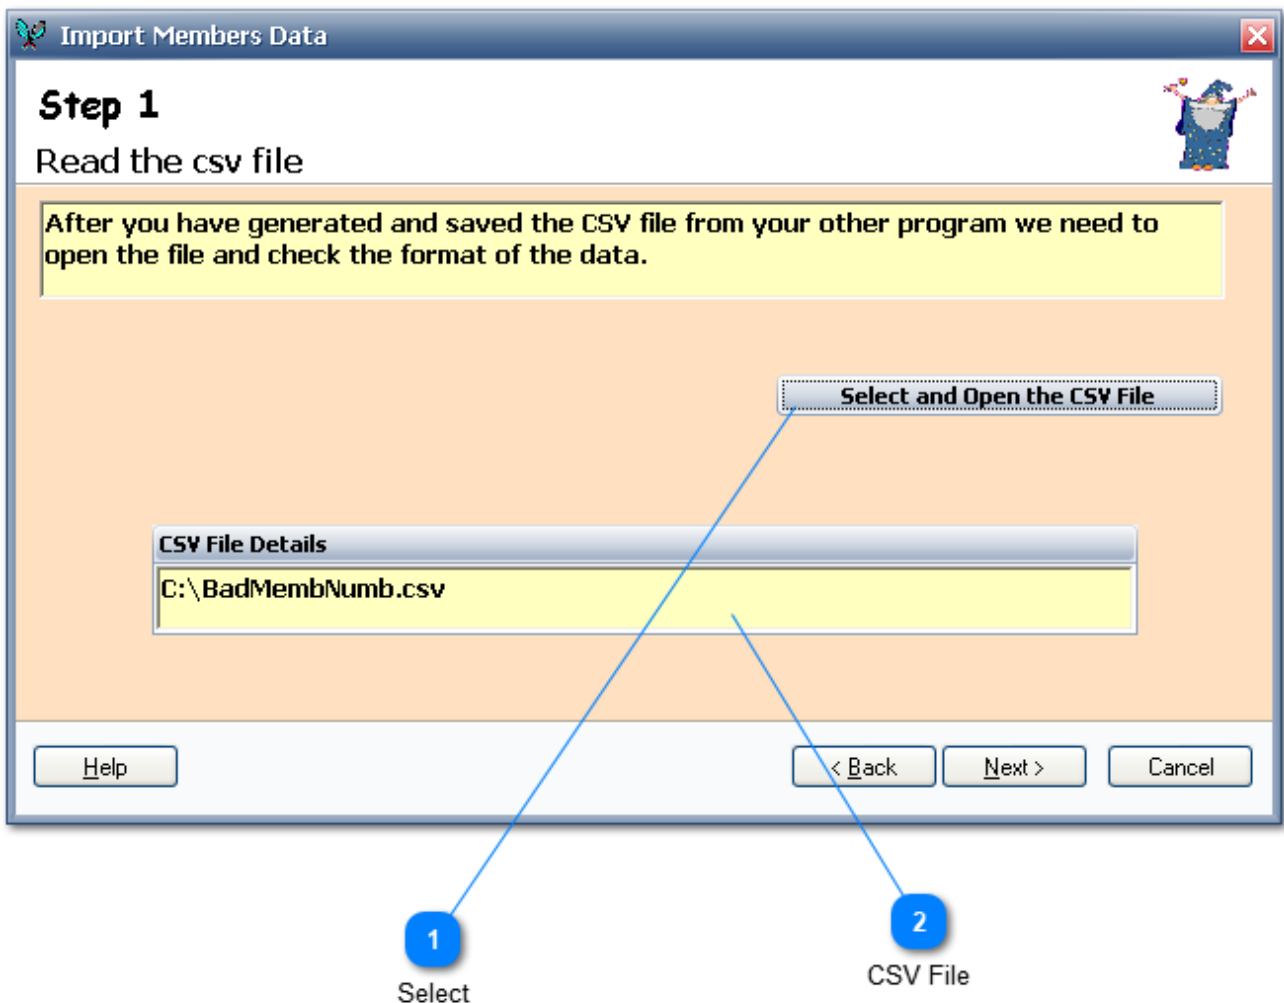 Import Members Data
Step 1
Read the csv file
After you have generated and saved the CSV file from your other program we need to
open the file and check the format of the data.
Select and Open the CSV File
CSV File Details
C:\BadMembNumb.csv
Help
< Back
Next >
Cancel
1
Select
2
CSV File